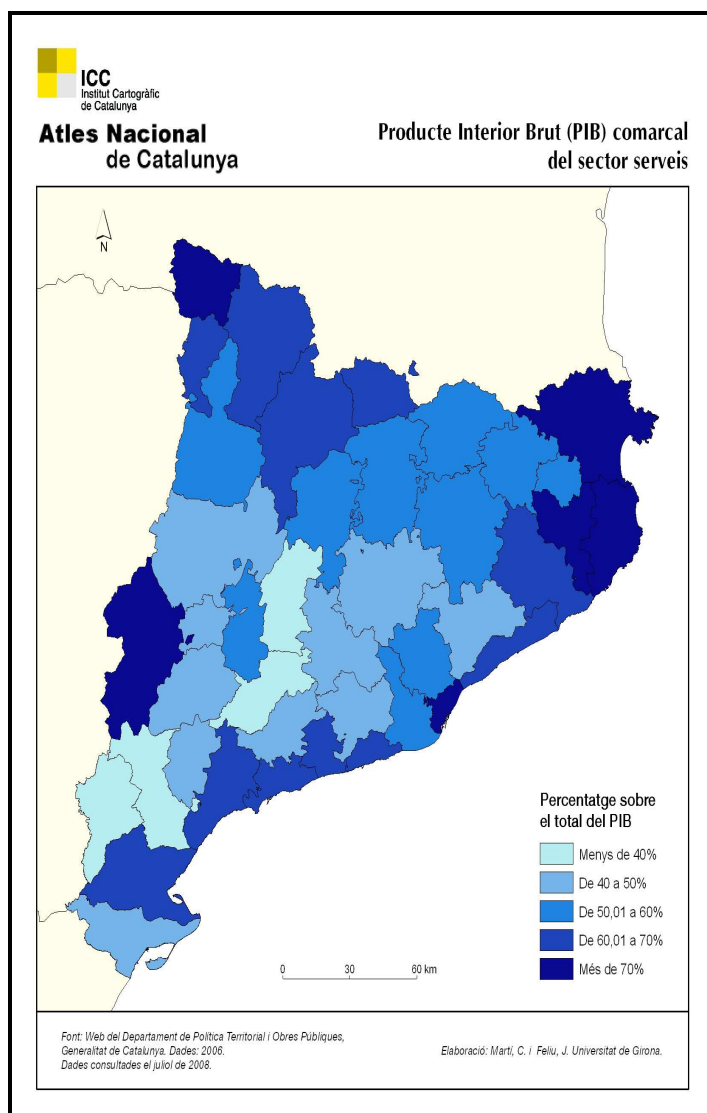 ICC
Institut Cartogràfic
de Catalunya
Atles Nacional
de Catalunya
Producte Interior Brut (PIB) comarcal
del sector serveis
N
Percentatge sobre
el total del PIB
Menys de 40%
De 40 a 50%
De 50,01 a 60%
De 60,01 a 70%
Més de 70%
0 30 60 km
Font: Web del Departament de Política Territorial i Obres Públiques,
Generalitat de Catalunya. Dades: 2006.
Dades consultades el juliol de 2008.
Elaboració: Martí, C. i Feliu, J. Universitat de Girona.